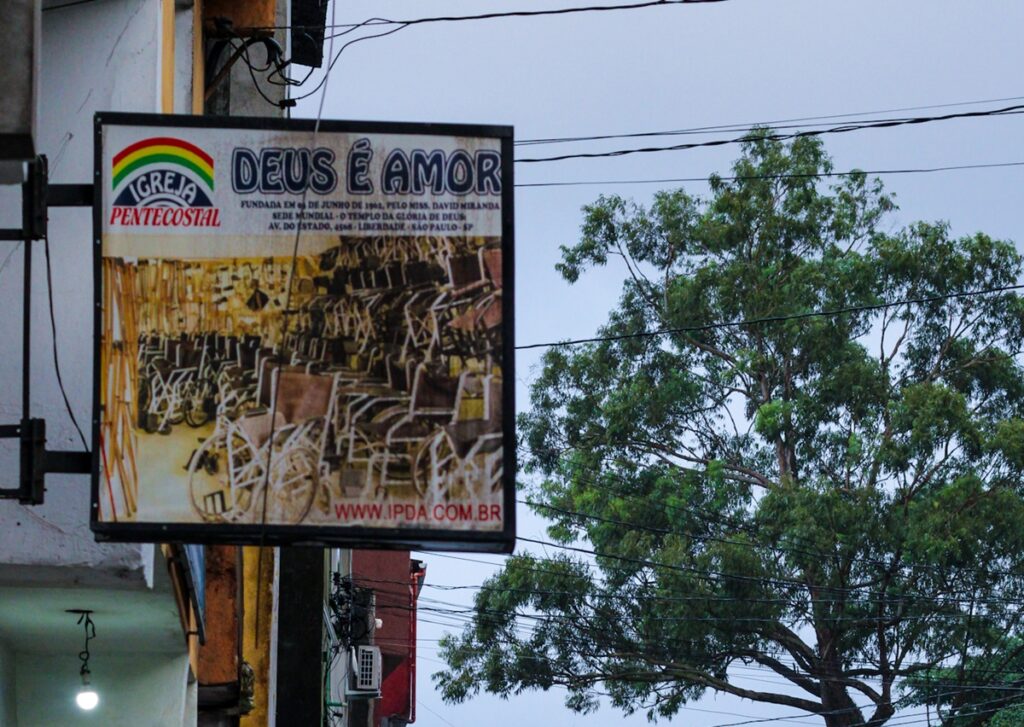 IGREJA
PENTECOSTAL
DEUS É AMOR
FUNDADA EM 03 DE JUNHO DE 1962, PELO MISS. DAVID MIRANDA
SEDE MUNDIAL - O TEMPLO DA GLÓRIA DE DEUS:
AV. DO ESTADO, 4568 - LIBERDADE - SÃO PAULO - SP
WWW.IPDA.COM.BR